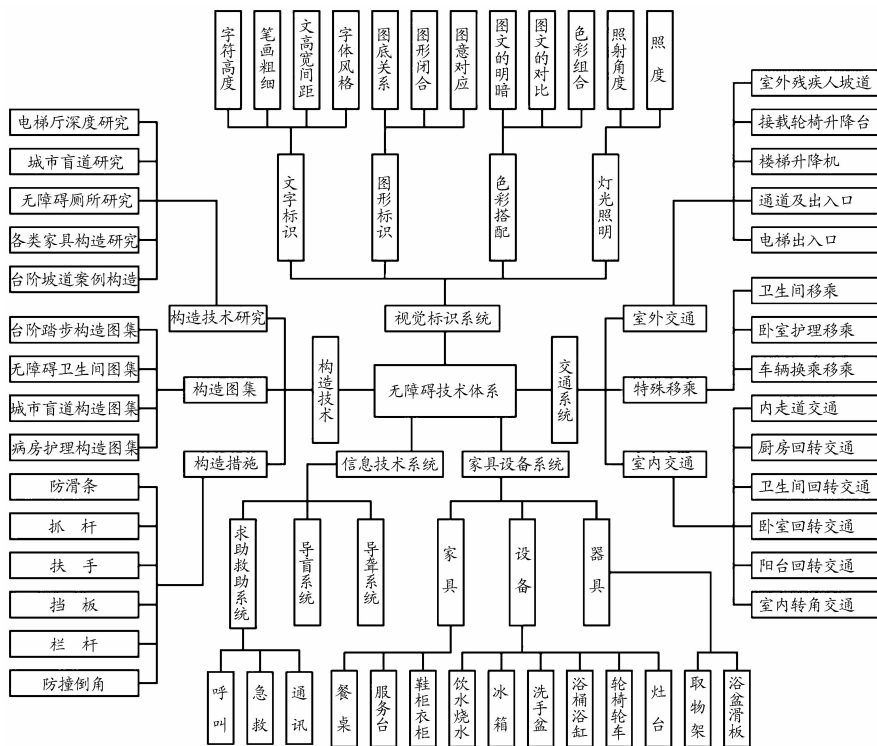 字符高度
笔画粗细
文高宽间距
字体风格
图底关系
图形闭合
图意对应
图文的明暗
图文的对比
色彩组合
照射角度
照度
文字标识
图形标识
色彩搭配
灯光照明
视觉标识系统
电梯厅深度研究
城市盲道研究
无障碍厕所研究
各类家具构造研究
台阶坡道案例构造
构造技术研究
台阶踏步构造图集
无障碍卫生间图集
城市盲道构造图集
病房护理构造图集
构造图集
防滑条
抓杆
扶手
挡板
栏杆
防撞倒角
构造措施
构造技术
无障碍技术体系
交通系统
室外交通
室外残疾人坡道
接载轮椅升降台
楼梯升降机
通道及出入口
电梯出入口
特殊移乘
卫生间移乘
卧室护理移乘
车辆换乘移乘
室内交通
内走道交通
厨房回转交通
卫生间回转交通
卧室回转交通
阳台回转交通
室内转角交通
信息技术系统
家具设备系统
求助救助系统
导盲系统
导聋系统
家具
设备
器具
呼叫
急救
通讯
餐桌
服务台
鞋柜衣柜
饮水烧水
冰箱
洗手盆
浴桶浴缸
轮椅轮车
灶台
取物架
浴盆滑板